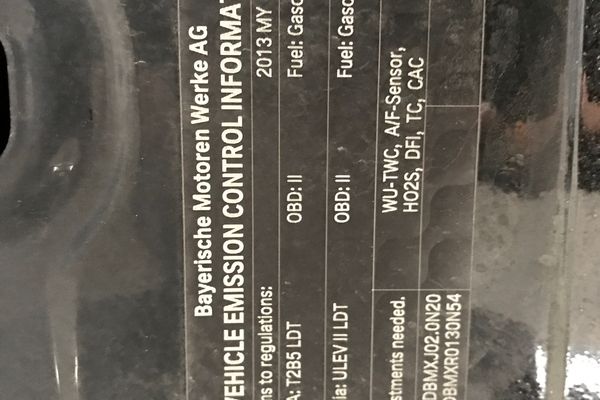 Bayerische Motoren Werke AG
VEHICLE EMISSION CONTROL INFORMA
ns to regulations: 2013 MY
A: T2B5 LDT OBD: II Fuel: Gaso
ia: ULEV II LDT OBD: II Fuel: Gaso
stments needed. WU-TWC, A/F-Sensor,
HO2S, DFI, TC, CAC
DBMXJ02.0N20
DBMXR0130N54